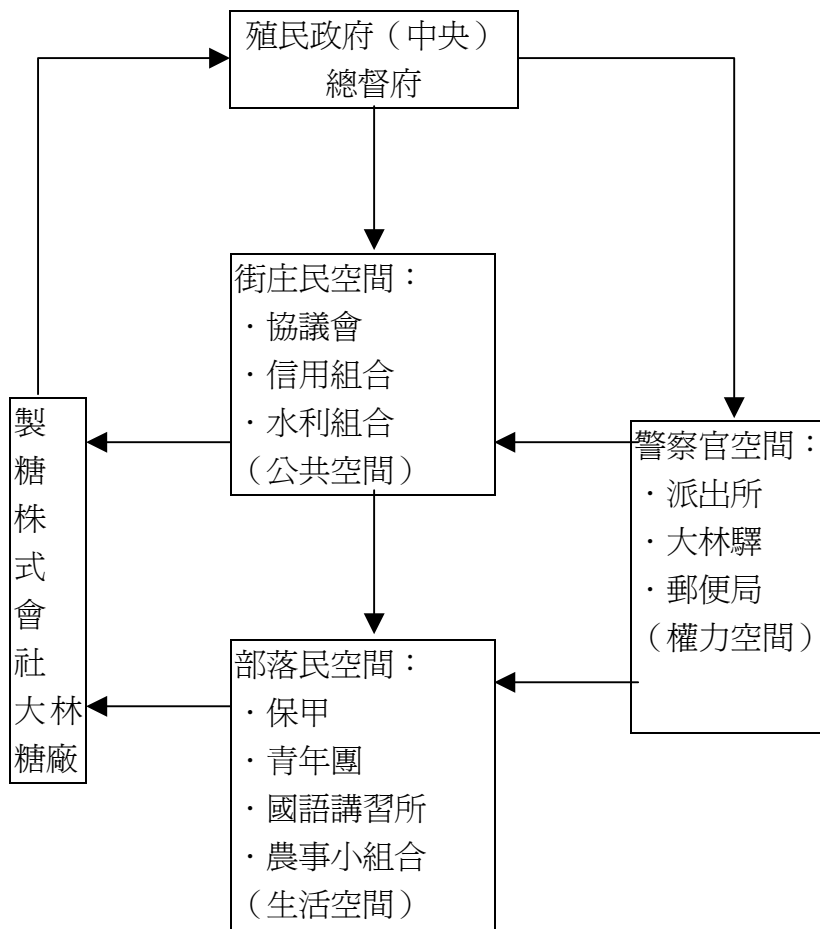 殖民政府（中央）
總督府
街庄民空間：
．協議會
．信用組合
．水利組合
（公共空間）
製
糖
株
式
會
社
大林
糖廠
警察官空間：
．派出所
．大林驛
．郵便局
（權力空間）
部落民空間：
．保甲
．青年團
．國語講習所
．農事小組合
（生活空間）